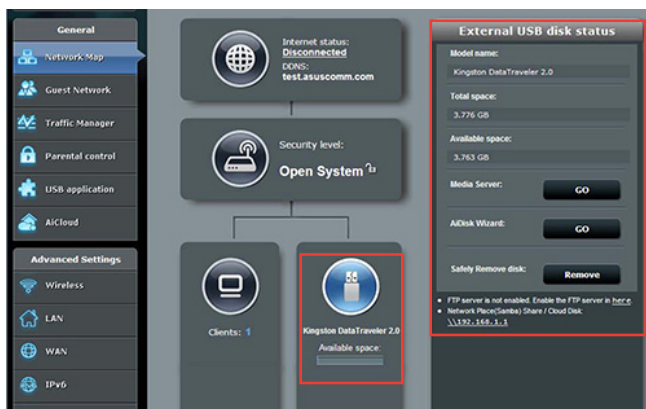 General
Network Map
Guest Network
Traffic Manager
Parental control
USB application
AiCloud
Advanced Settings
Wireless
LAN
WAN
IPv6
Internet status:
Disconnected
DDNS:
test.asuscomm.com
Security level:
Open System
Clients: 1
Kingston DataTraveler 2.0
Available space:
External USB disk status
Model name:
Kingston DataTraveler 2.0
Total space:
3.776 GB
Available space:
3.763 GB
Media Server:
GO
AiDisk Wizard:
GO
Safely Remove disk:
Remove
FTP server is not enabled. Enable the FTP server in here.
Network Place(Samba) Share / Cloud Disk:
\\192.168.1.1